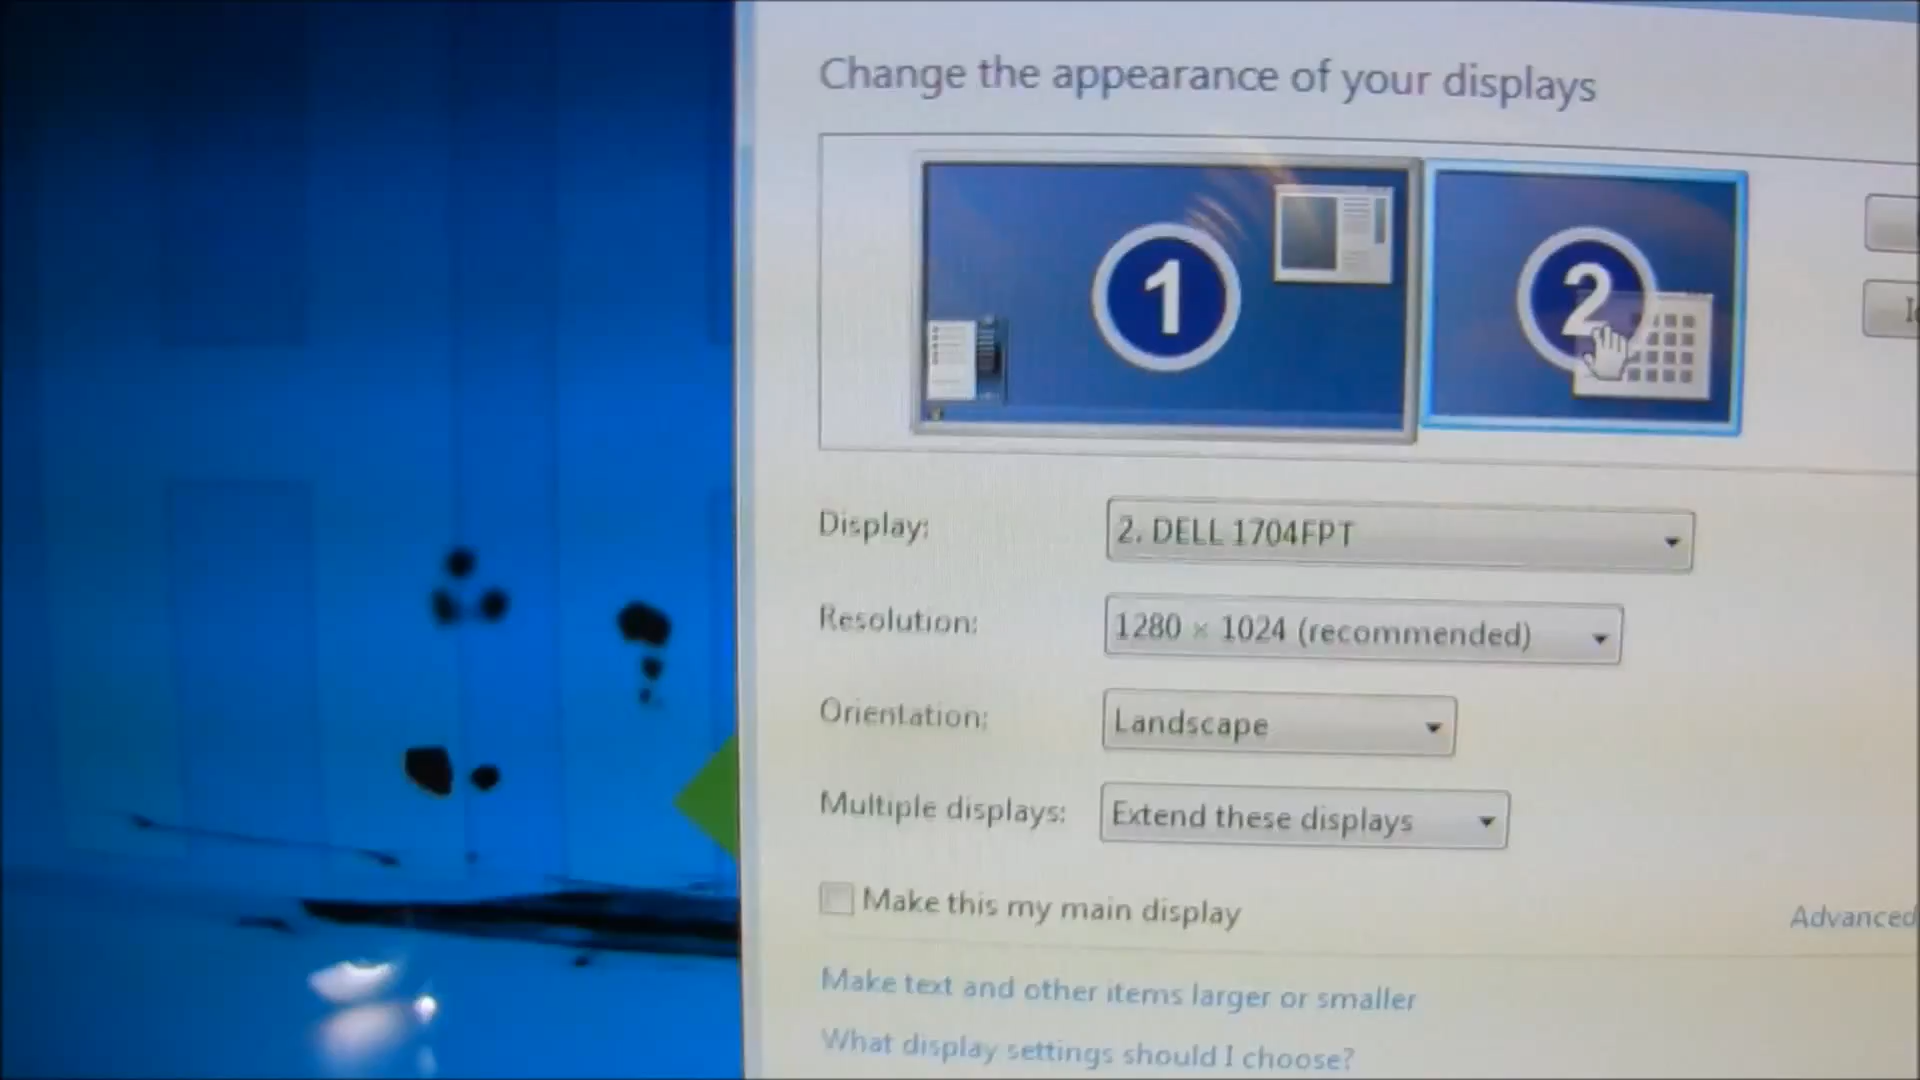 Change the appearance of your displays
1
2
Display:
2. DELL 1704FPT
Resolution:
1280 × 1024 (recommended)
Orientation:
Landscape
Multiple displays:
Extend these displays
Make this my main display
Advanced
Make text and other items larger or smaller
What display settings should I choose?